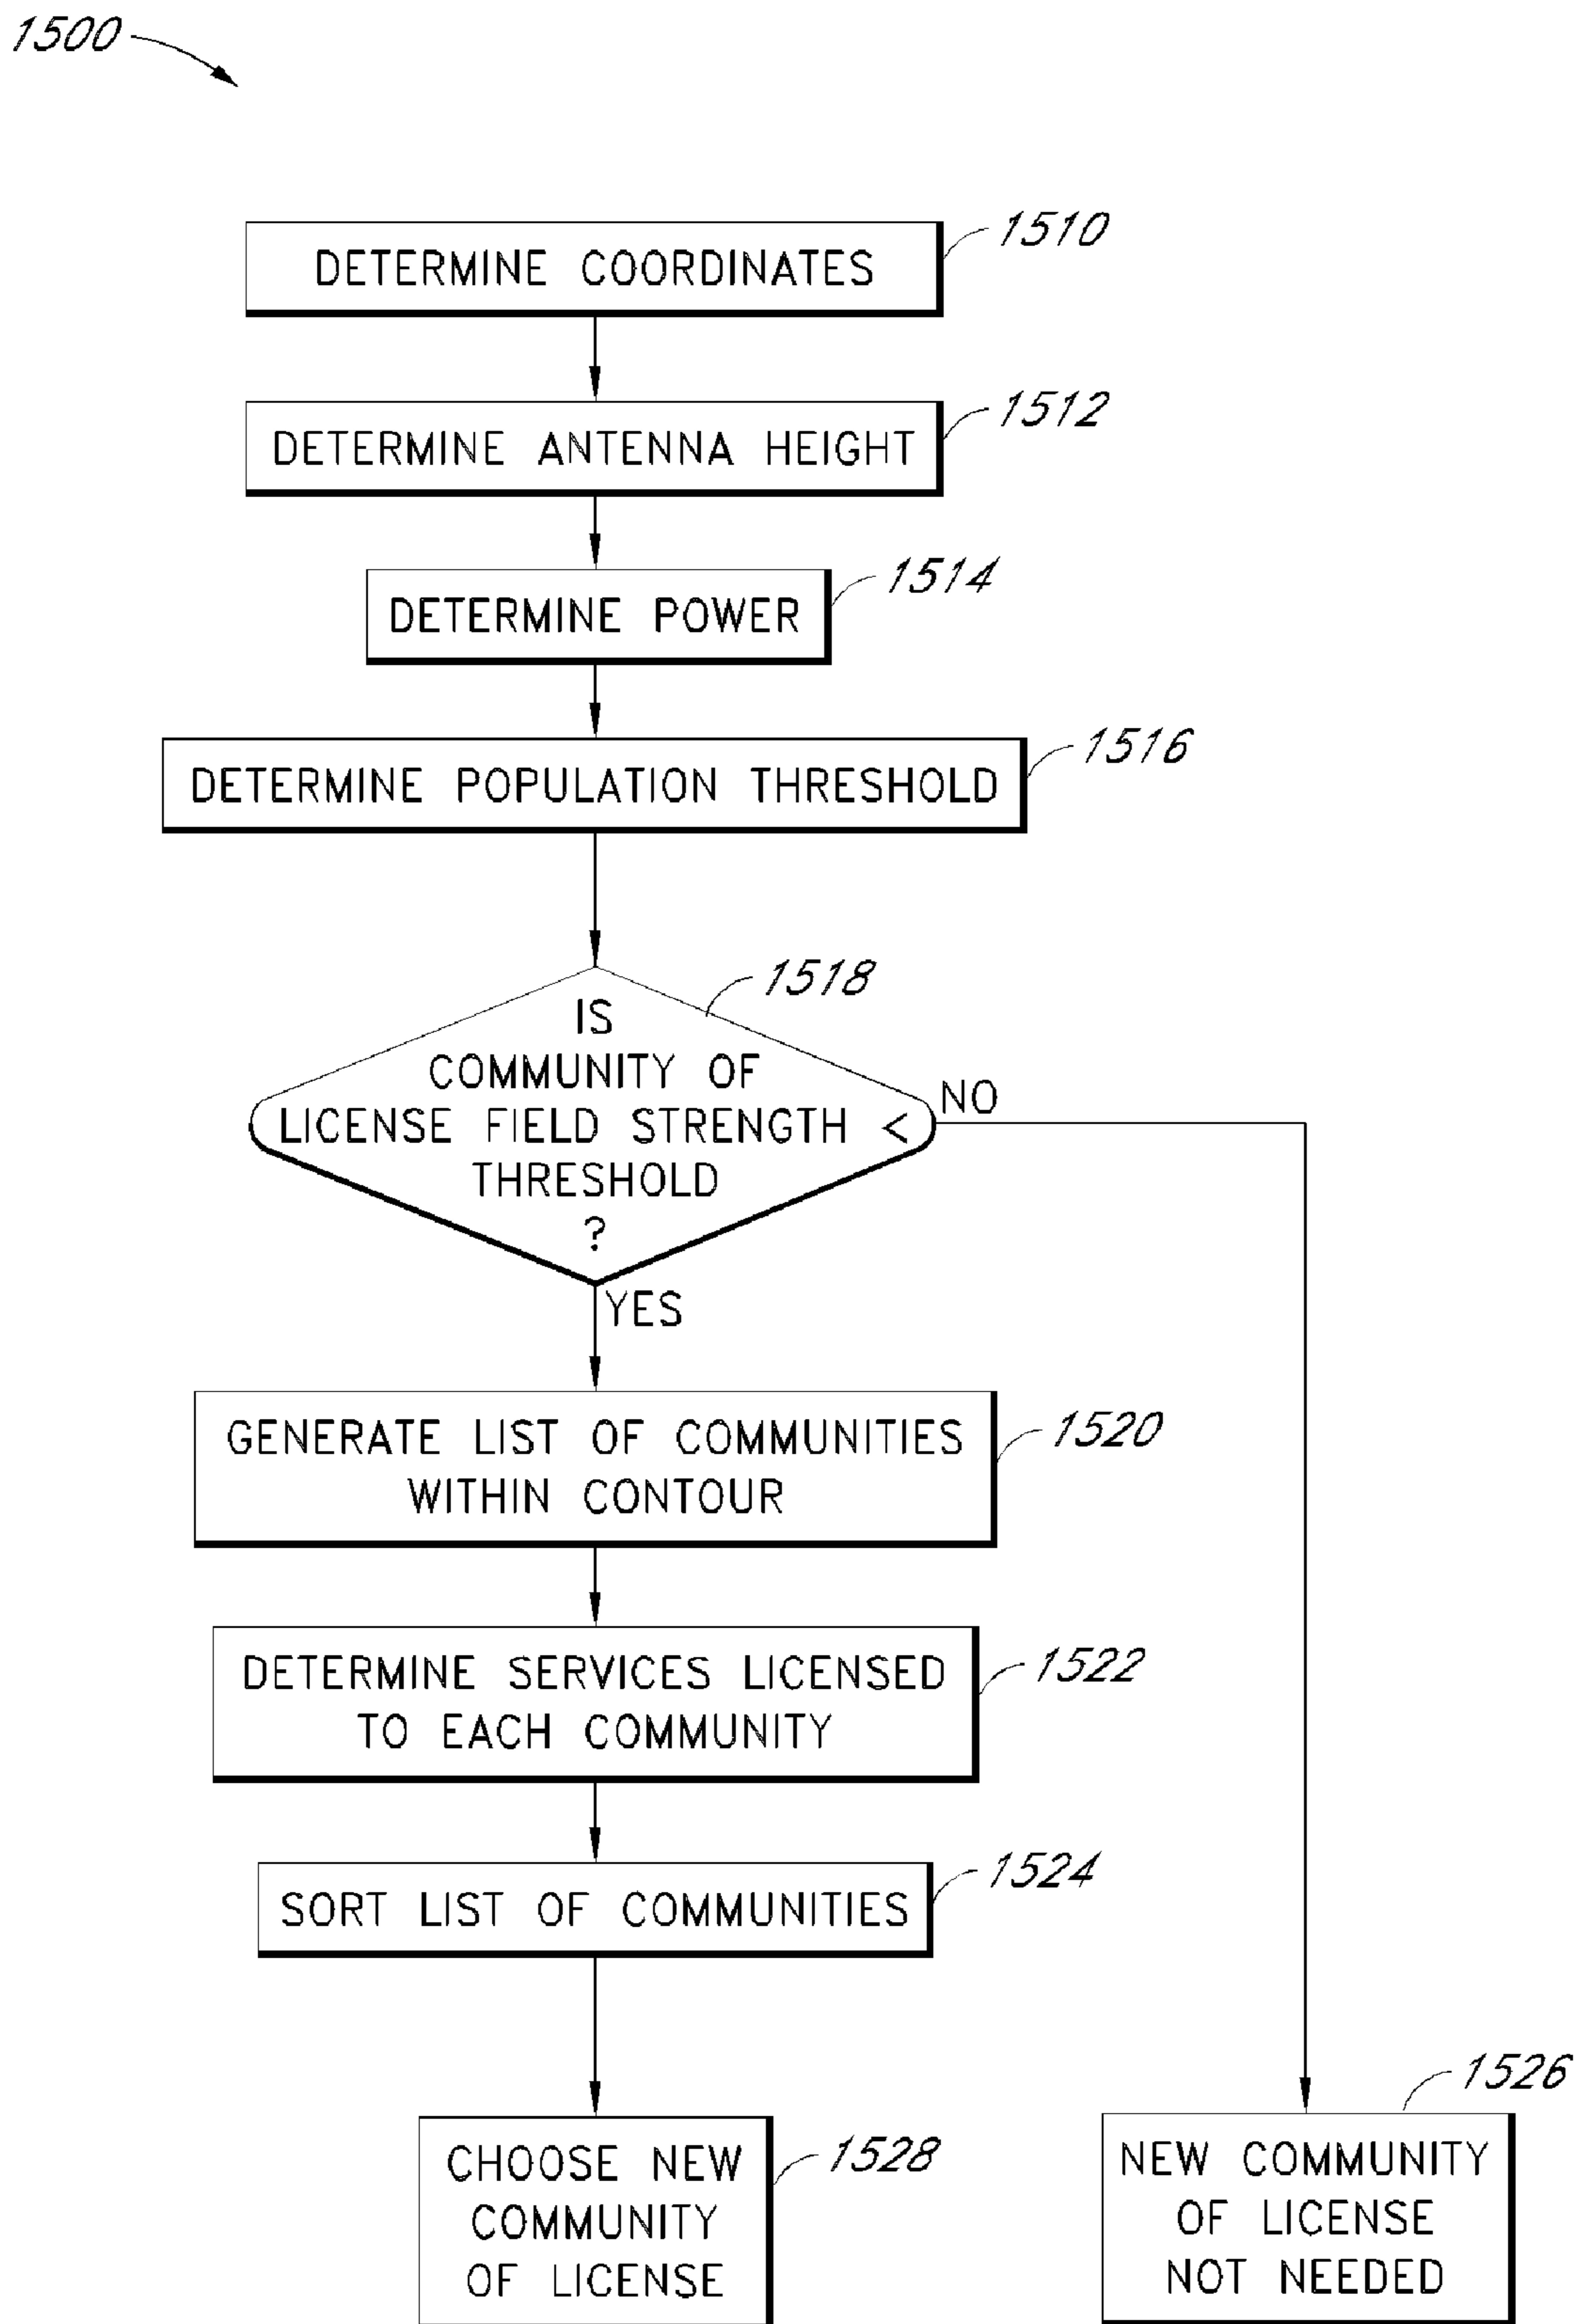 1500
DETERMINE COORDINATES
1510
DETERMINE ANTENNA HEIGHT
1512
DETERMINE POWER
1514
DETERMINE POPULATION THRESHOLD
1516
1518
IS
COMMUNITY OF
LICENSE FIELD STRENGTH <
THRESHOLD
?
NO
YES
GENERATE LIST OF COMMUNITIES
WITHIN CONTOUR
1520
DETERMINE SERVICES LICENSED
TO EACH COMMUNITY
1522
SORT LIST OF COMMUNITIES
1524
CHOOSE NEW
COMMUNITY
OF LICENSE
1528
1526
NEW COMMUNITY
OF LICENSE
NOT NEEDED